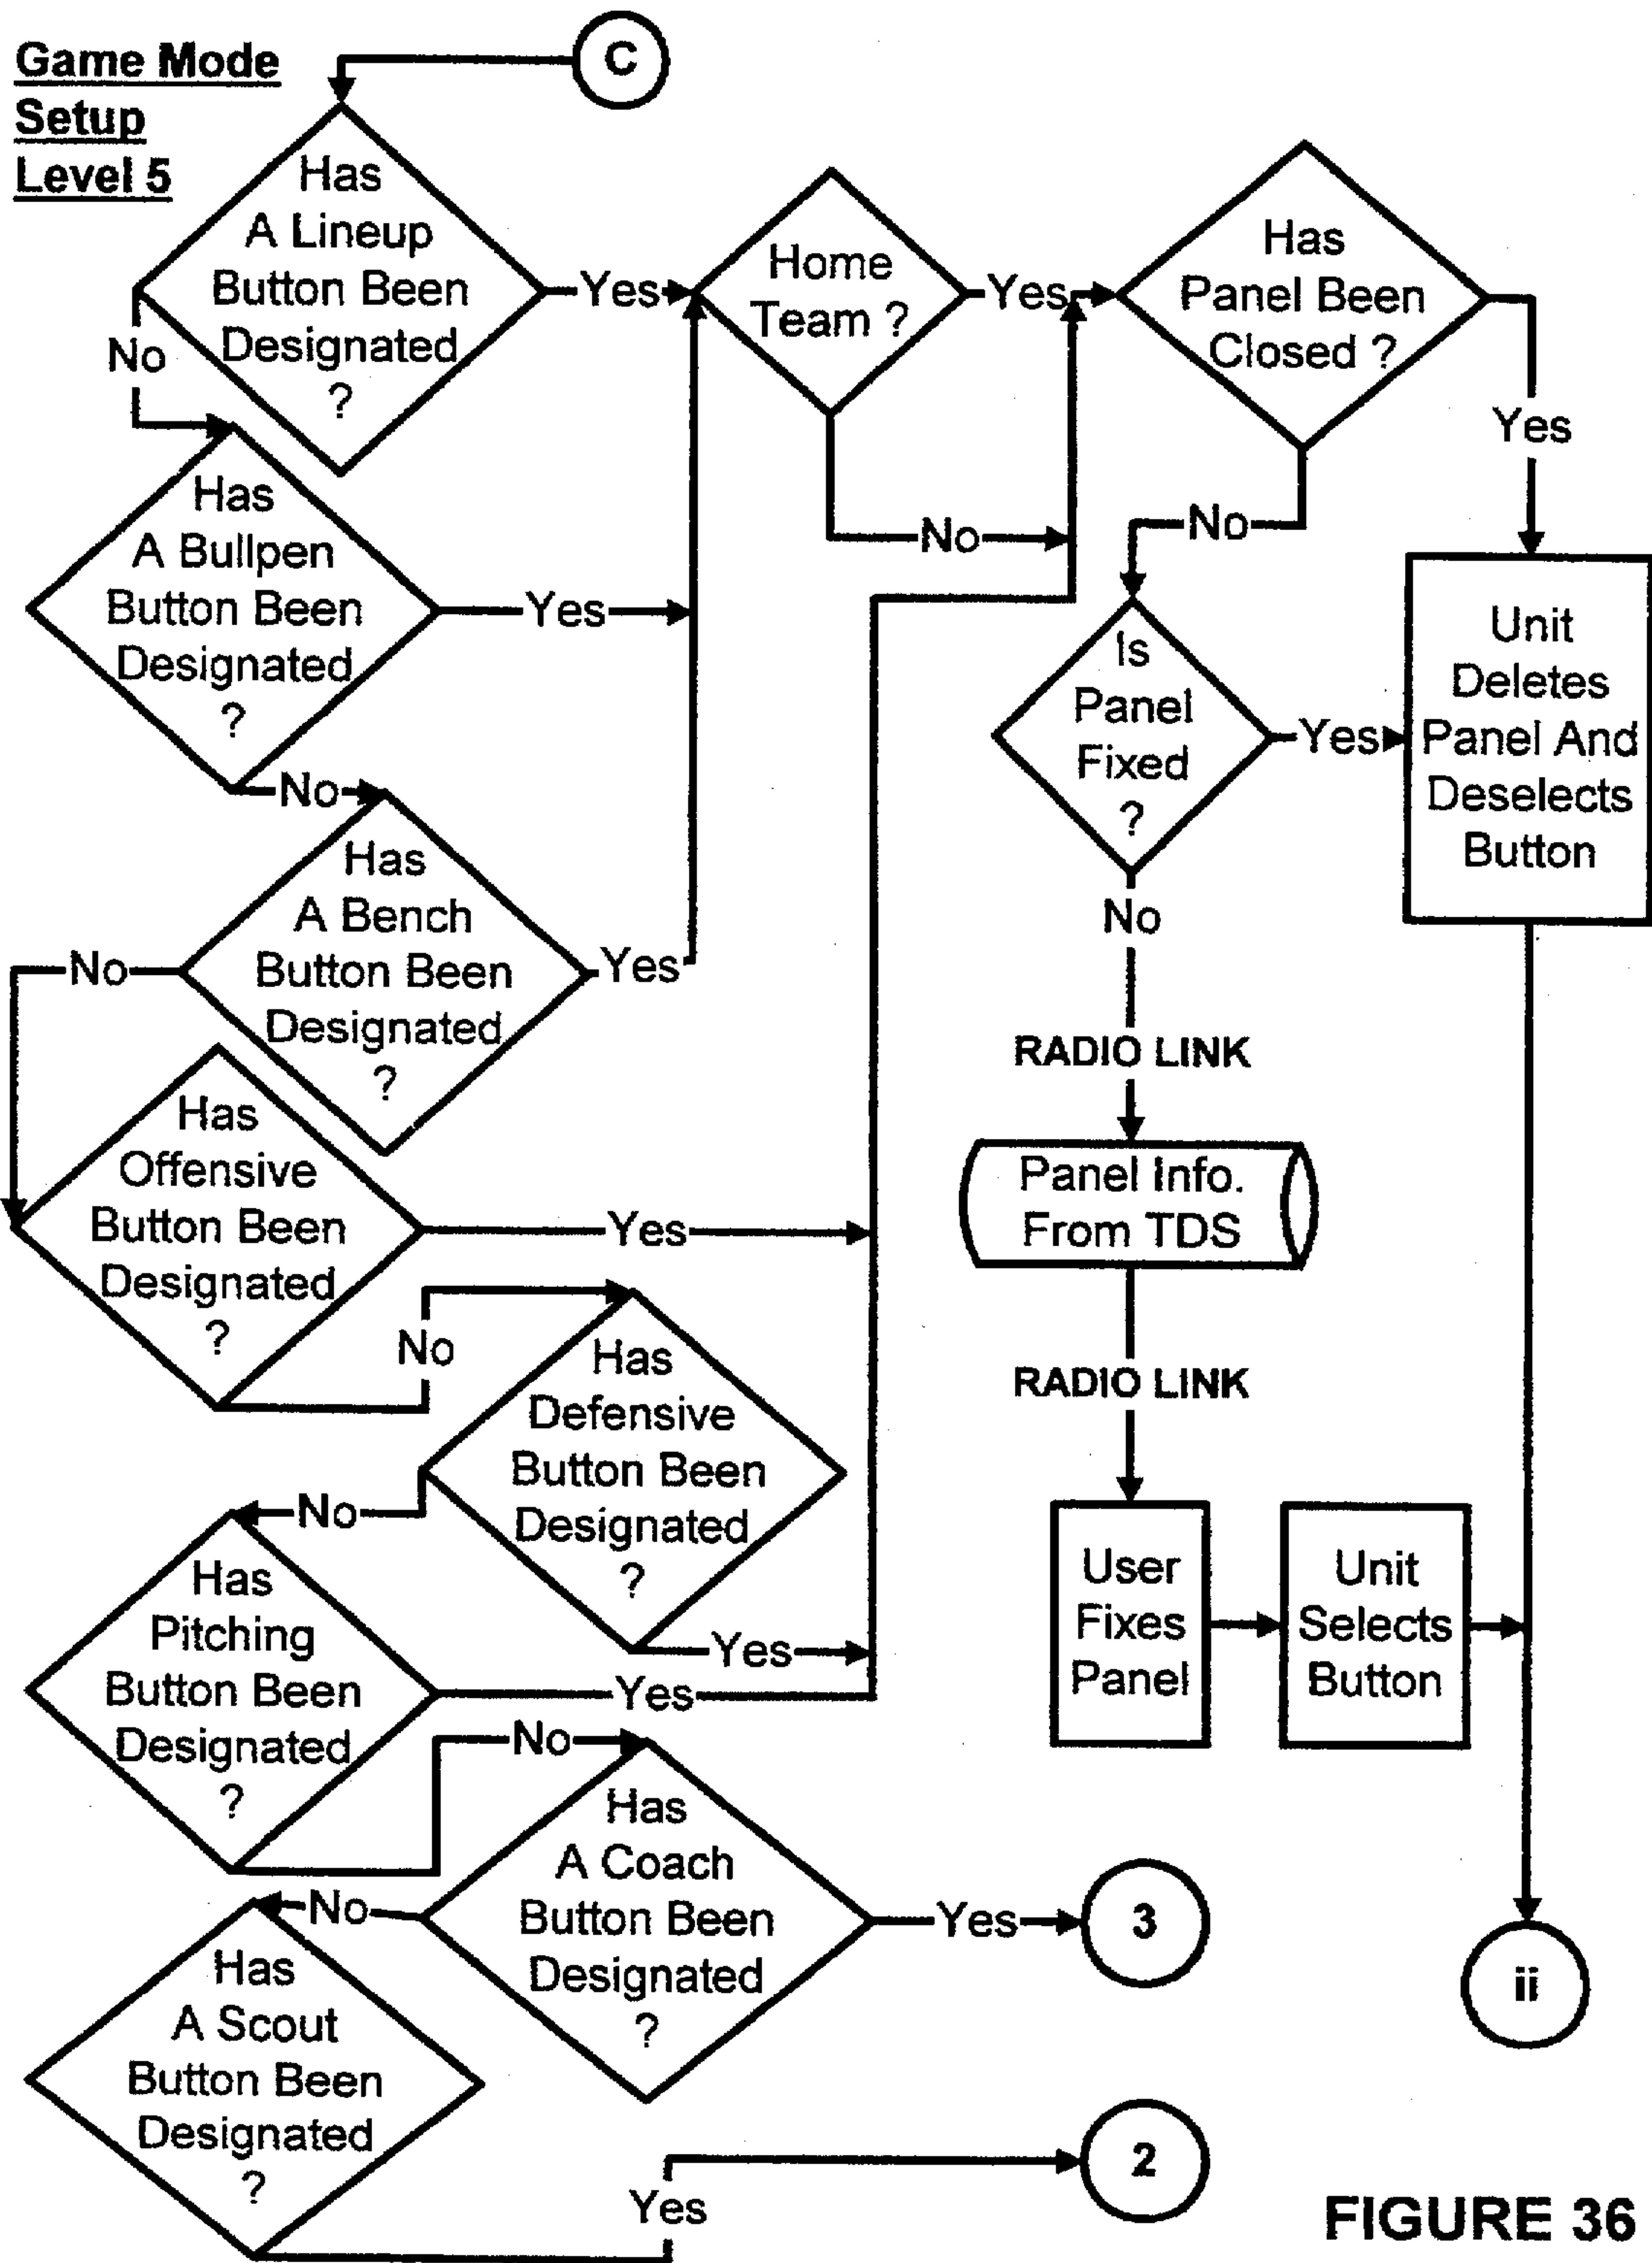 Game Mode
Setup
Level 5
C
Has
A Lineup
Button Been
Designated
?
Yes
No
Home
Team ?
Yes
No
Has
Panel Been
Closed ?
Yes
No
Has
A Bullpen
Button Been
Designated
?
Yes
No
Is
Panel
Fixed
?
Yes
No
Unit
Deletes
Panel And
Deselects
Button
Has
A Bench
Button Been
Designated
?
Yes
No
RADIO LINK
Panel Info.
From TDS
RADIO LINK
Has
Offensive
Button Been
Designated
?
Yes
No
Has
Defensive
Button Been
Designated
?
Yes
No
User
Fixes
Panel
Unit
Selects
Button
Has
Pitching
Button Been
Designated
?
Yes
No
Has
A Coach
Button Been
Designated
?
Yes
3
No
ii
Has
A Scout
Button Been
Designated
?
Yes
2
FIGURE 36